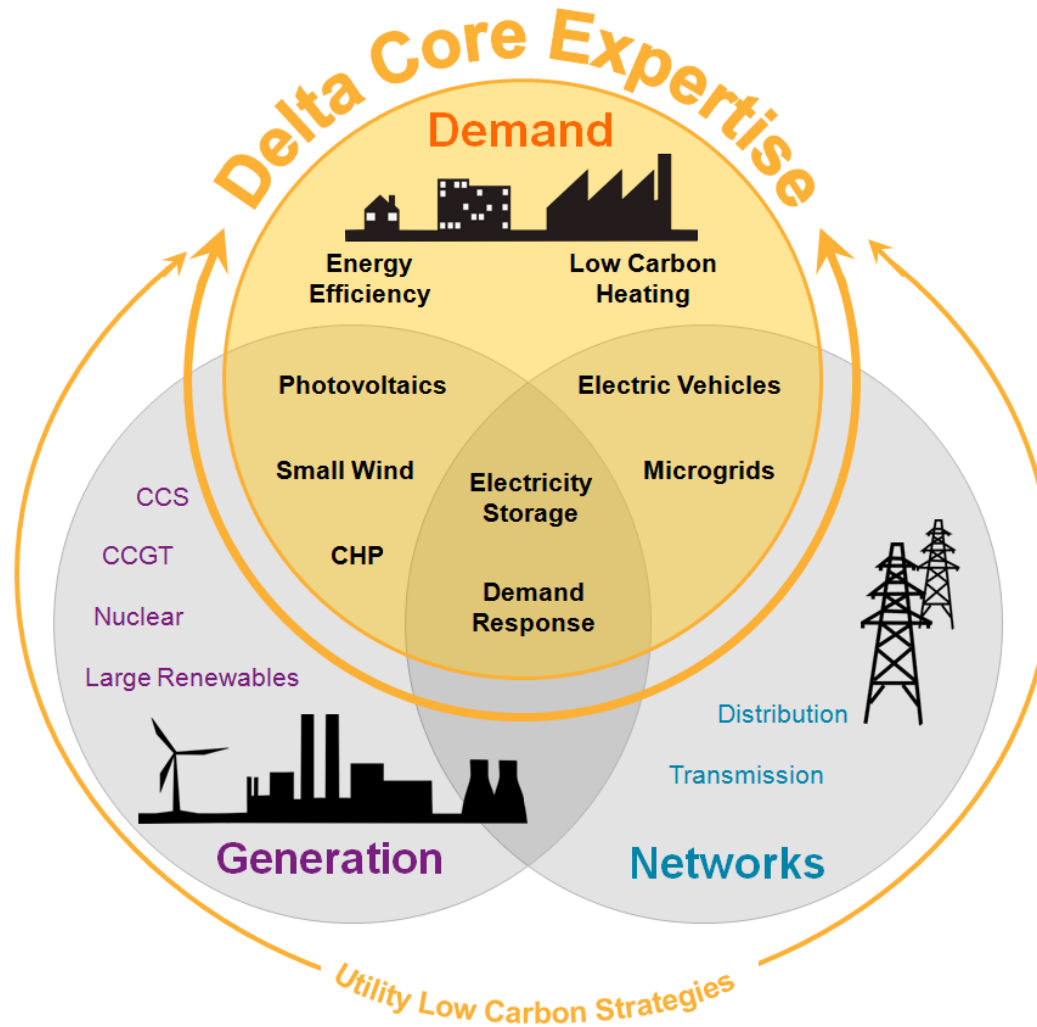 Delta Core Expertise
Demand
Energy
Efficiency
Low Carbon
Heating
Photovoltaics
Electric Vehicles
Small Wind
Microgrids
Electricity
Storage
CCS
CCGT
CHP
Demand
Response
Nuclear
Large Renewables
Distribution
Transmission
Generation
Networks
Utility Low Carbon Strategies